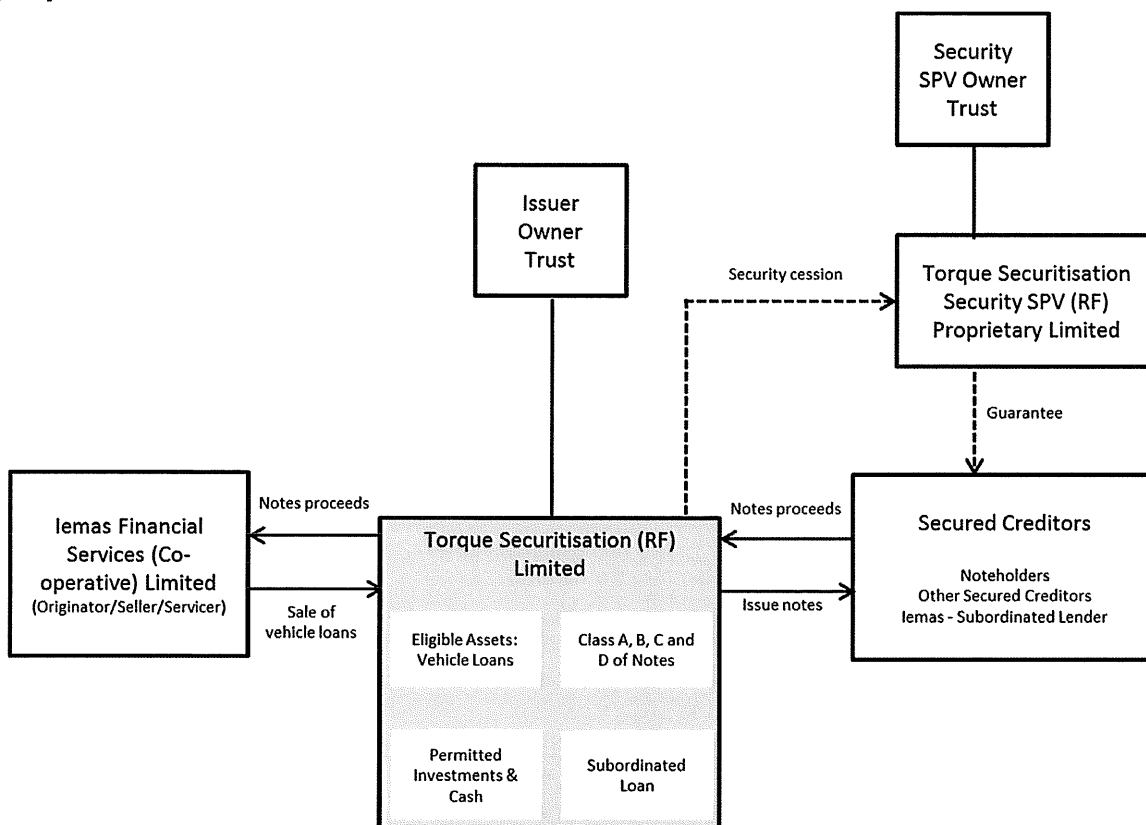 Security
SPV Owner
Trust
Issuer
Owner
Trust
Security cession
Torque Securitisation
Security SPV (RF)
Proprietary Limited
Guarantee
Iemas Financial
Services (Co-
operative) Limited
(Originator/Seller/Servicer)
Notes proceeds
Sale of
vehicle loans
Torque Securitisation (RF)
Limited
Eligible Assets:
Vehicle Loans
Class A, B, C and
D of Notes
Permitted
Investments &
Cash
Subordinated
Loan
Notes proceeds
Issue notes
Secured Creditors
Noteholders
Other Secured Creditors
Iemas - Subordinated Lender